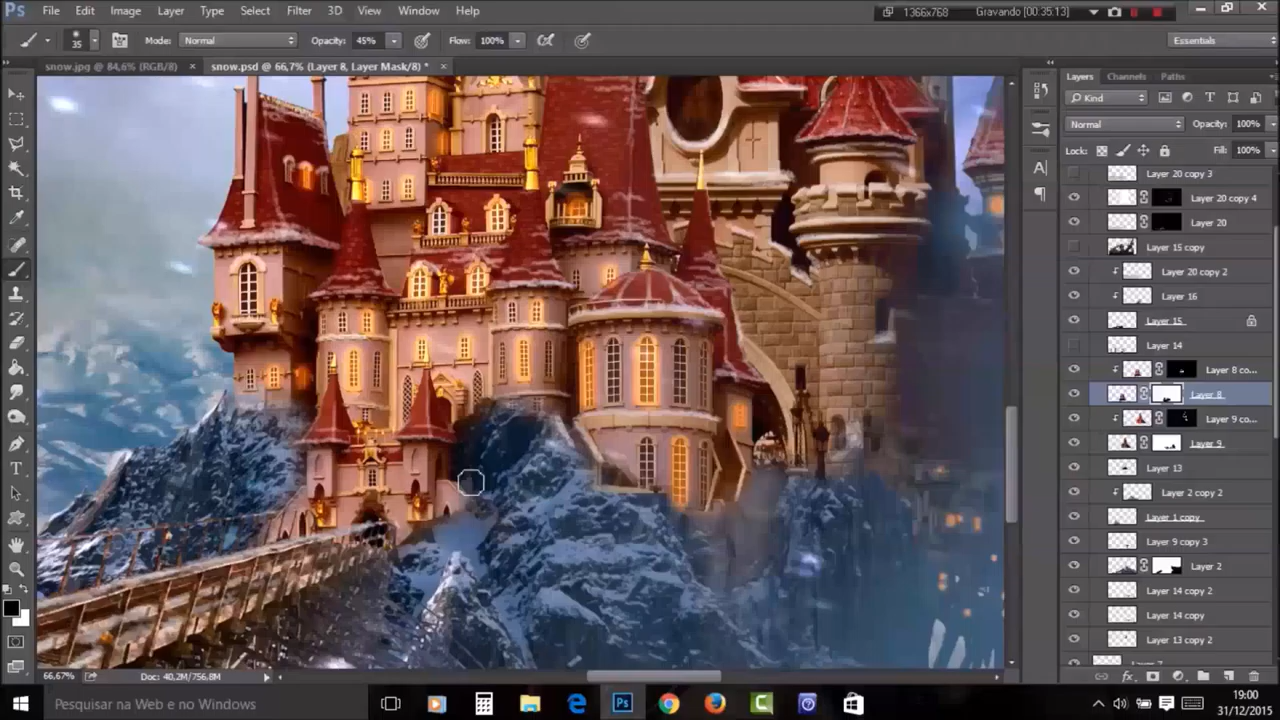 Ps File Edit Image Layer Type Select Filter 3D View Window Help
1366x768 Gravando [00:35:13]
35 Mode: Normal Opacity: 45% Flow: 100% Essentials
snow.jpg @ 84,6% (RGB/8) × snow.psd @ 66,7% (Layer 8, Layer Mask/8) * ×
Layers Channels Paths
Kind
Normal Opacity: 100%
Lock: Fill: 100%
Layer 20 copy 3
Layer 20 copy 4
Layer 20
Layer 15 copy
Layer 20 copy 2
Layer 16
Layer 15
Layer 14
Layer 8 co...
Layer 8
Layer 9 co...
Layer 9
Layer 13
Layer 2 copy 2
Layer 1 copy
Layer 9 copy 3
Layer 2
Layer 14 copy 2
Layer 14 copy
Layer 13 copy 2
66,67% Doc: 40,2M/756,8M
Pesquisar na Web e no Windows
19:00
31/12/2015